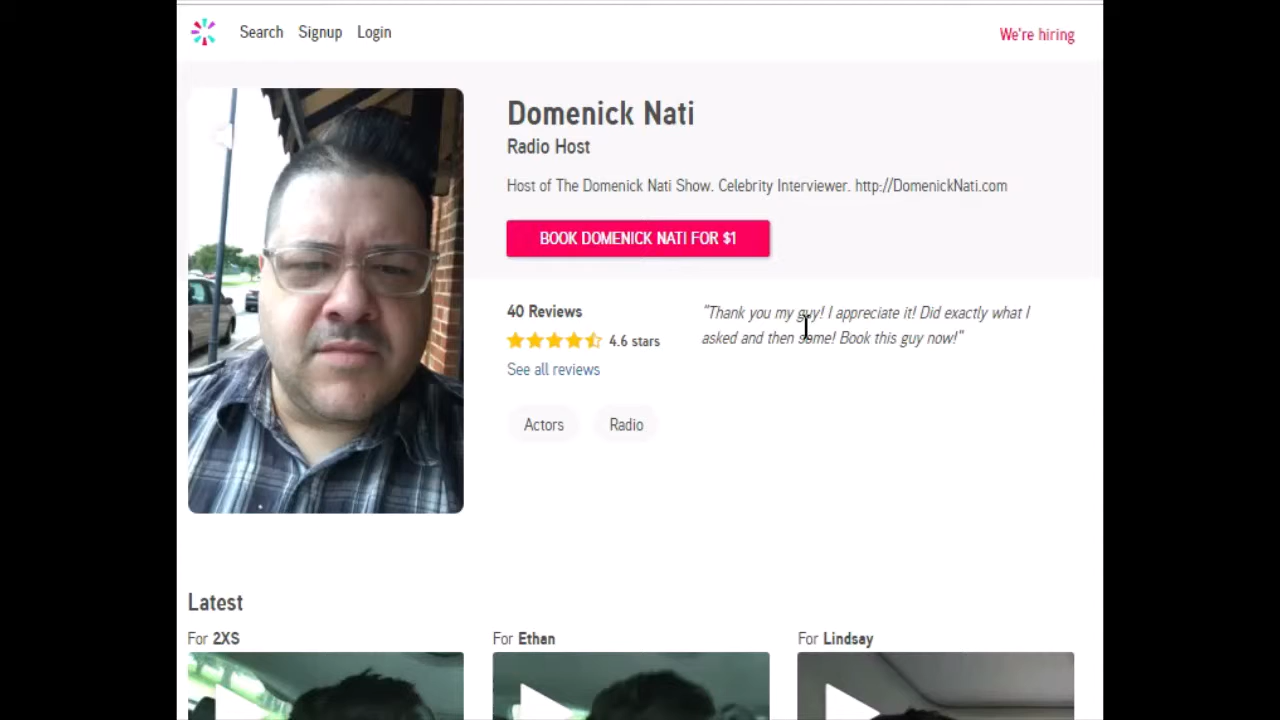 Search Signup Login
We're hiring
Domenick Nati
Radio Host
Host of The Domenick Nati Show. Celebrity Interviewer. http://DomenickNati.com
BOOK DOMENICK NATI FOR $1
40 Reviews
4.6 stars
See all reviews
"Thank you my guy! I appreciate it! Did exactly what I
asked and then some! Book this guy now!"
Actors
Radio
Latest
For 2XS
For Ethan
For Lindsay